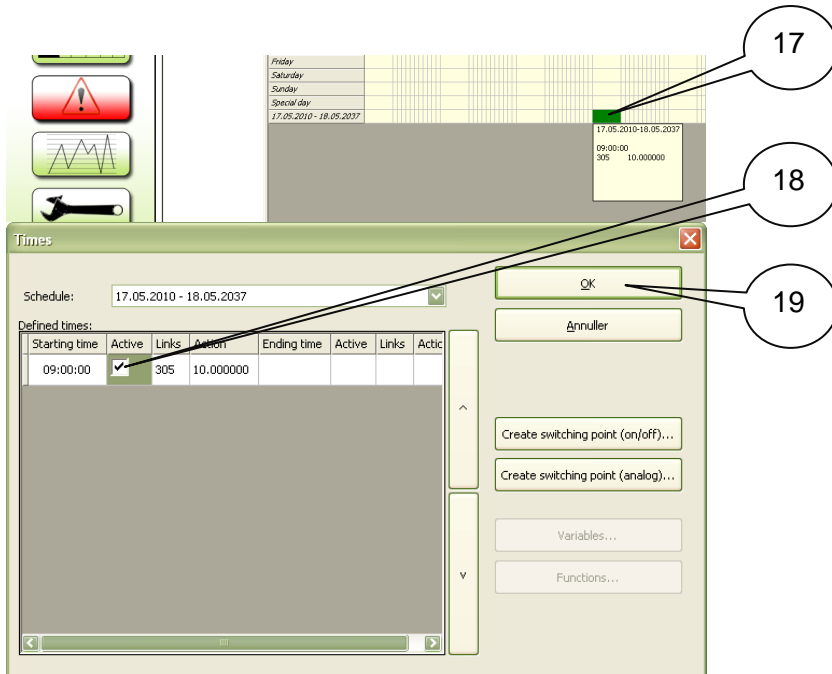 17
Friday
Saturday
Sunday
Special day
17.05.2010 - 18.05.2037
17.05.2010-18.05.2037
09:00:00
305 10.000000
18
Times
Schedule: 17.05.2010 - 18.05.2037
OK
19
Annuller
Defined times:
Starting time Active Links Action Ending time Active Links Actic
09:00:00 305 10.000000
Create switching point (on/off)...
Create switching point (analog)...
Variables...
Functions...